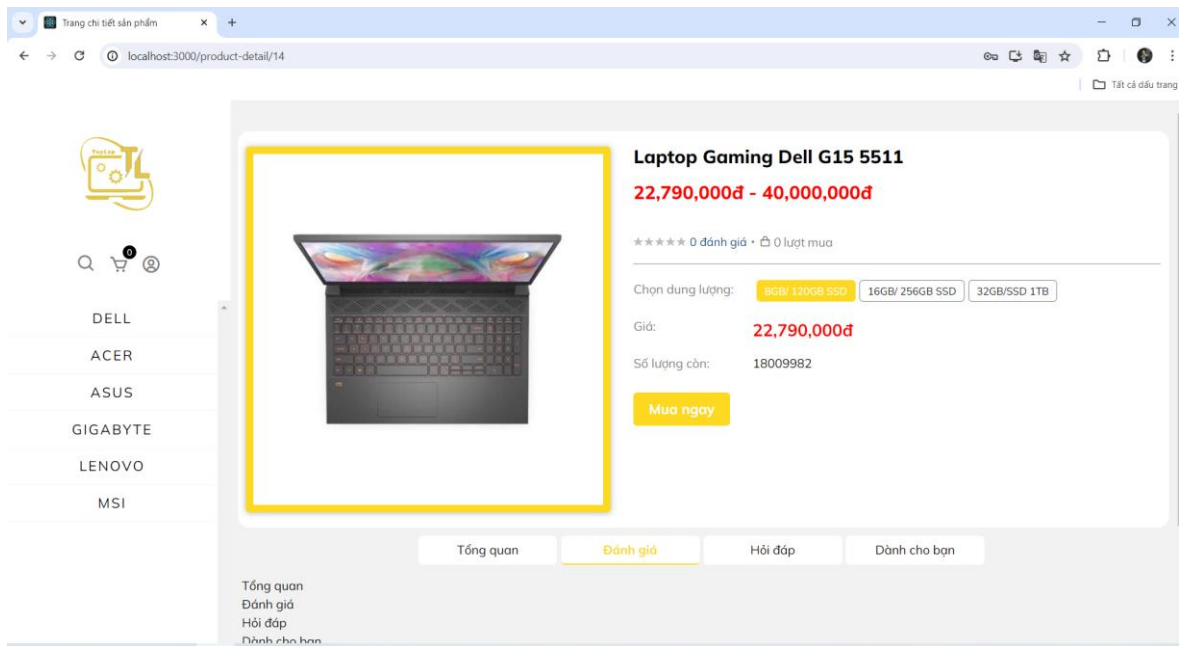 Trang chi tiết sản phẩm
localhost:3000/product-detail/14
Tất cả dấu trang
TopLap
TL
0
DELL
ACER
ASUS
GIGABYTE
LENOVO
MSI
Laptop Gaming Dell G15 5511
22,790,000đ - 40,000,000đ
0 đánh giá • 0 lượt mua
Chọn dung lượng: 8GB/ 120GB SSD 16GB/ 256GB SSD 32GB/SSD 1TB
Giá: 22,790,000đ
Số lượng còn: 18009982
Mua ngay
Tổng quan Đánh giá Hỏi đáp Dành cho bạn
Tổng quan
Đánh giá
Hỏi đáp
Dành cho bạn